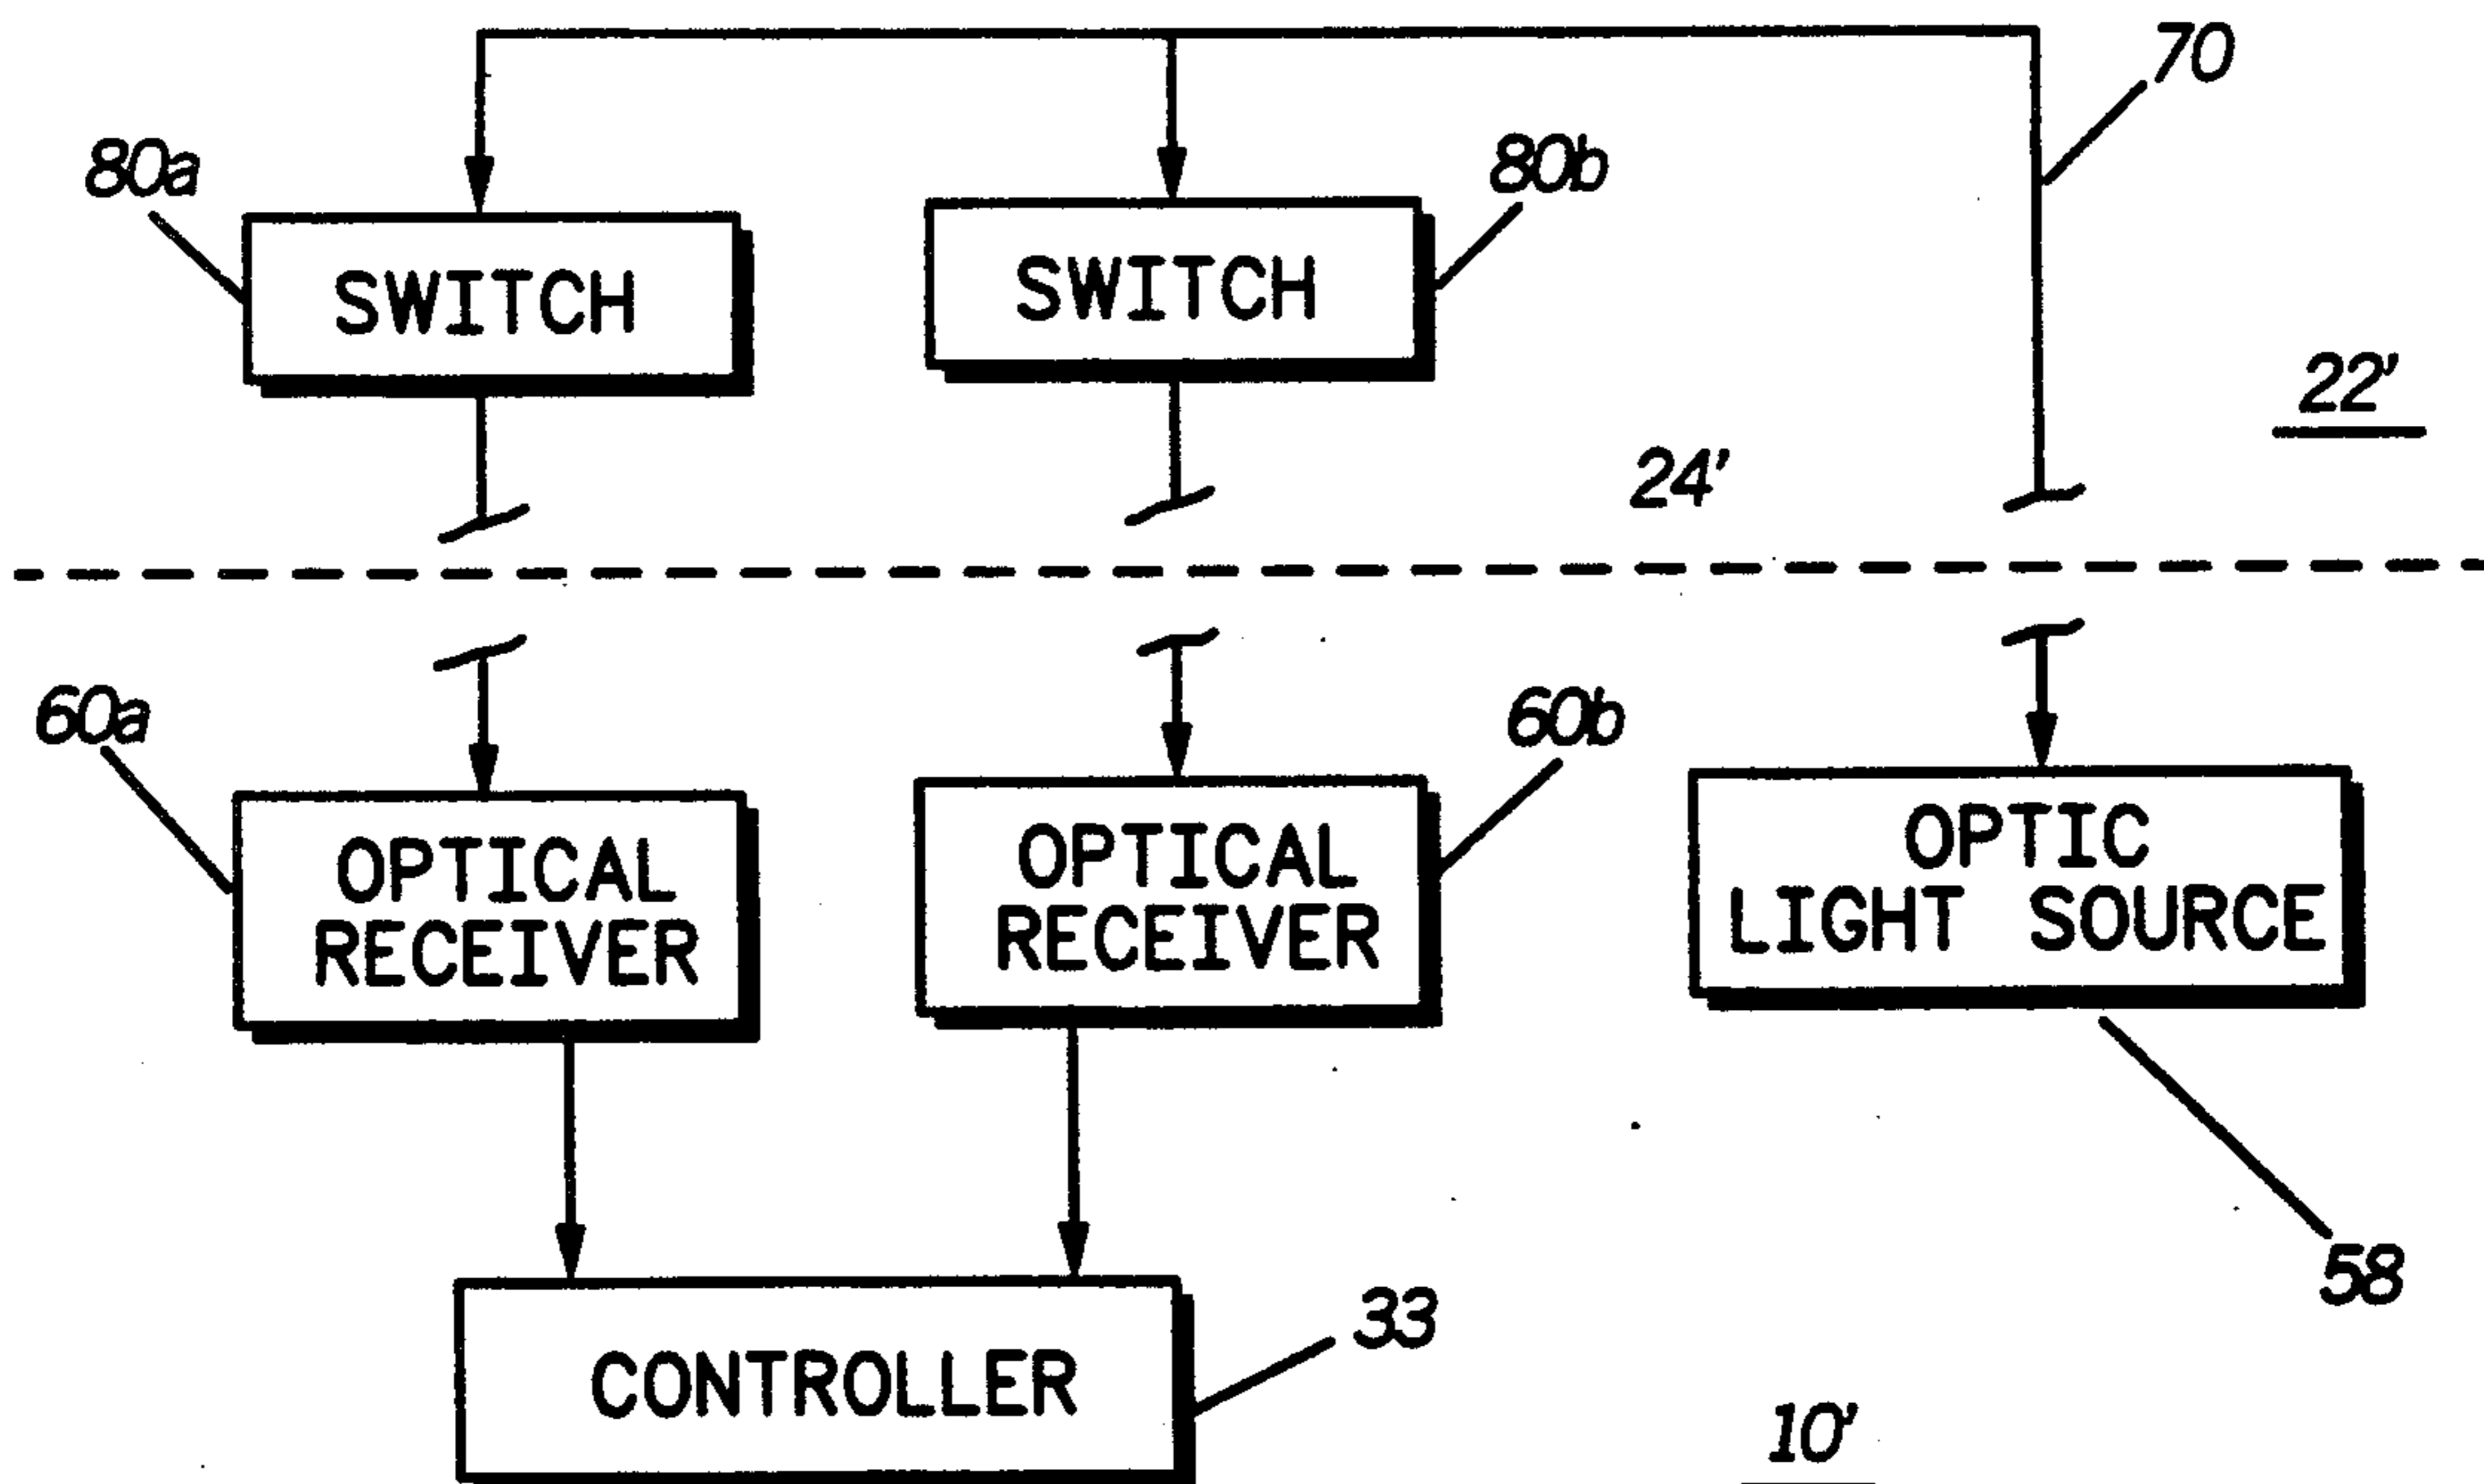 70
80a
80b
SWITCH
SWITCH
22'
24'
60a
60b
OPTICAL
RECEIVER
OPTICAL
RECEIVER
OPTIC
LIGHT SOURCE
58
33
CONTROLLER
10'